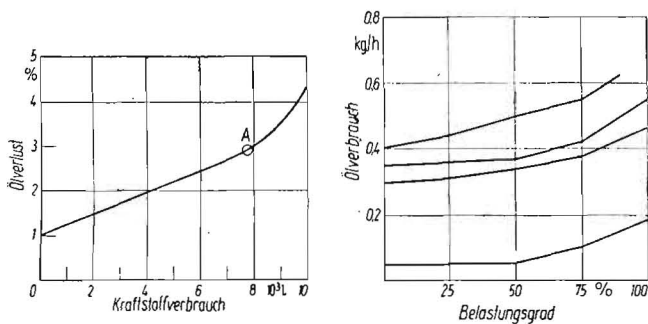 5
%
4
3
2
1
Ölverlust
A
0 2 4 6 8 10³l 10
Kraftstoffverbrauch
0.8
kg/h
0.6
0.4
0.2
Ölverbrauch
25 50 75 % 100
Belastungsgrad